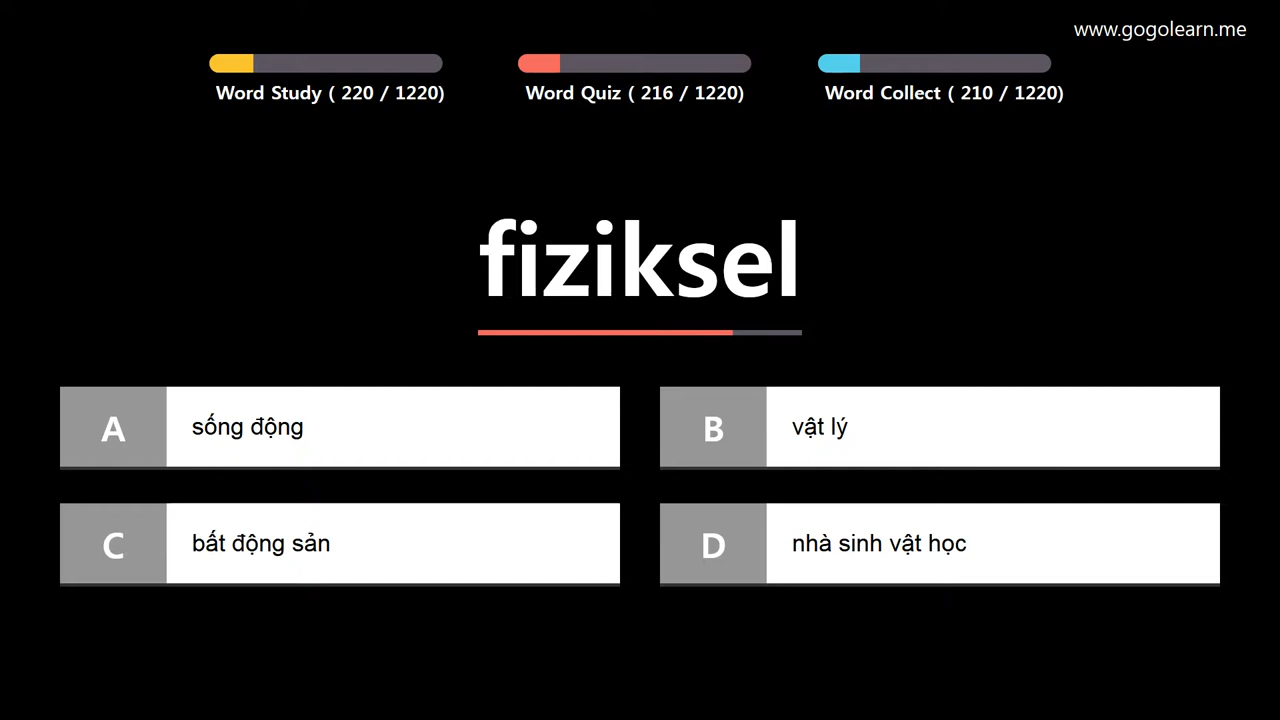 www.gogolearn.me
Word Study ( 220 / 1220)
Word Quiz ( 216 / 1220)
Word Collect ( 210 / 1220)
fiziksel
A
sống động
B
vật lý
C
bất động sản
D
nhà sinh vật học